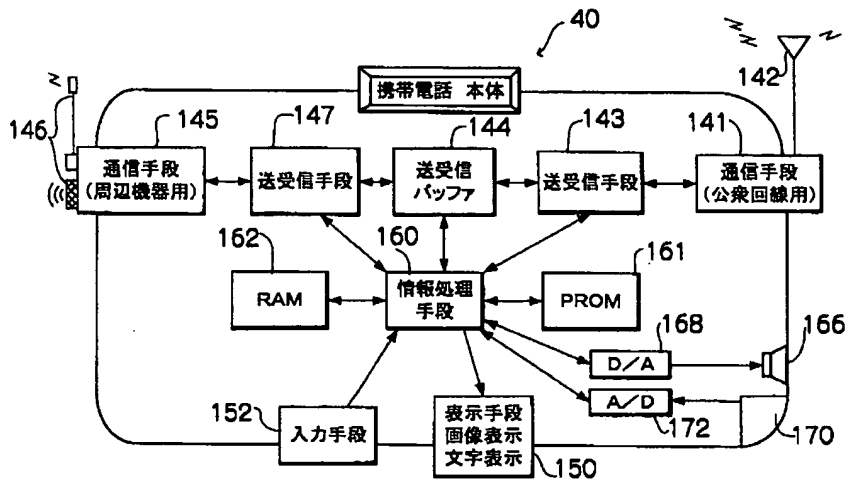 40
携帯電話 本体
142
146
145
147
144
143
141
通信手段
(周辺機器用)
送受信手段
送受信
バッファ
送受信手段
通信手段
(公衆回線用)
162
160
161
RAM
情報処理
手段
PROM
168
166
D/A
A/D
172
170
152
入力手段
表示手段
画像表示
文字表示
150